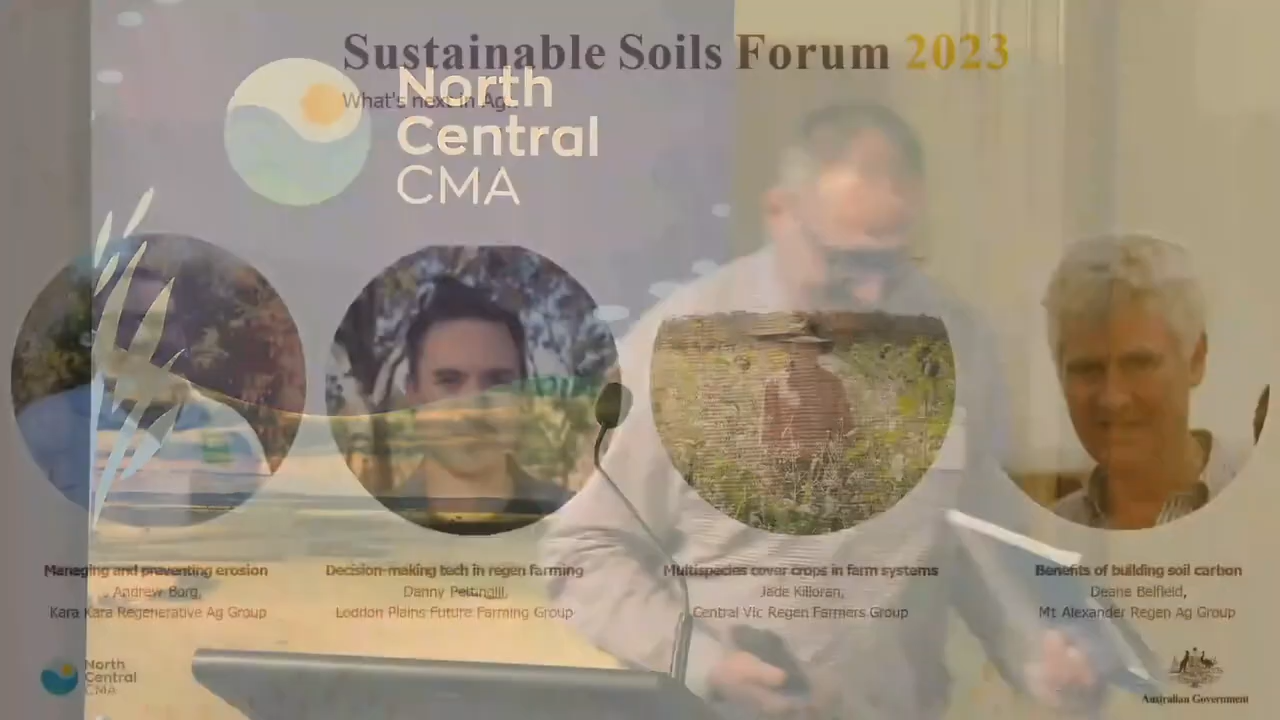 Sustainable Soils Forum 2023
What's next in Ag..
North
Central
CMA
Managing and preventing erosion
Andrew Borg,
Kara Kara Regenerative Ag Group
Decision-making tech in regen farming
Danny Pettingill,
Loddon Plains Future Farming Group
Multispecies cover crops in farm systems
Jade Killoran,
Central Vic Regen Farmers Group
Benefits of building soil carbon
Deane Belfield,
Mt Alexander Regen Ag Group
North
Central
CMA
Australian Government